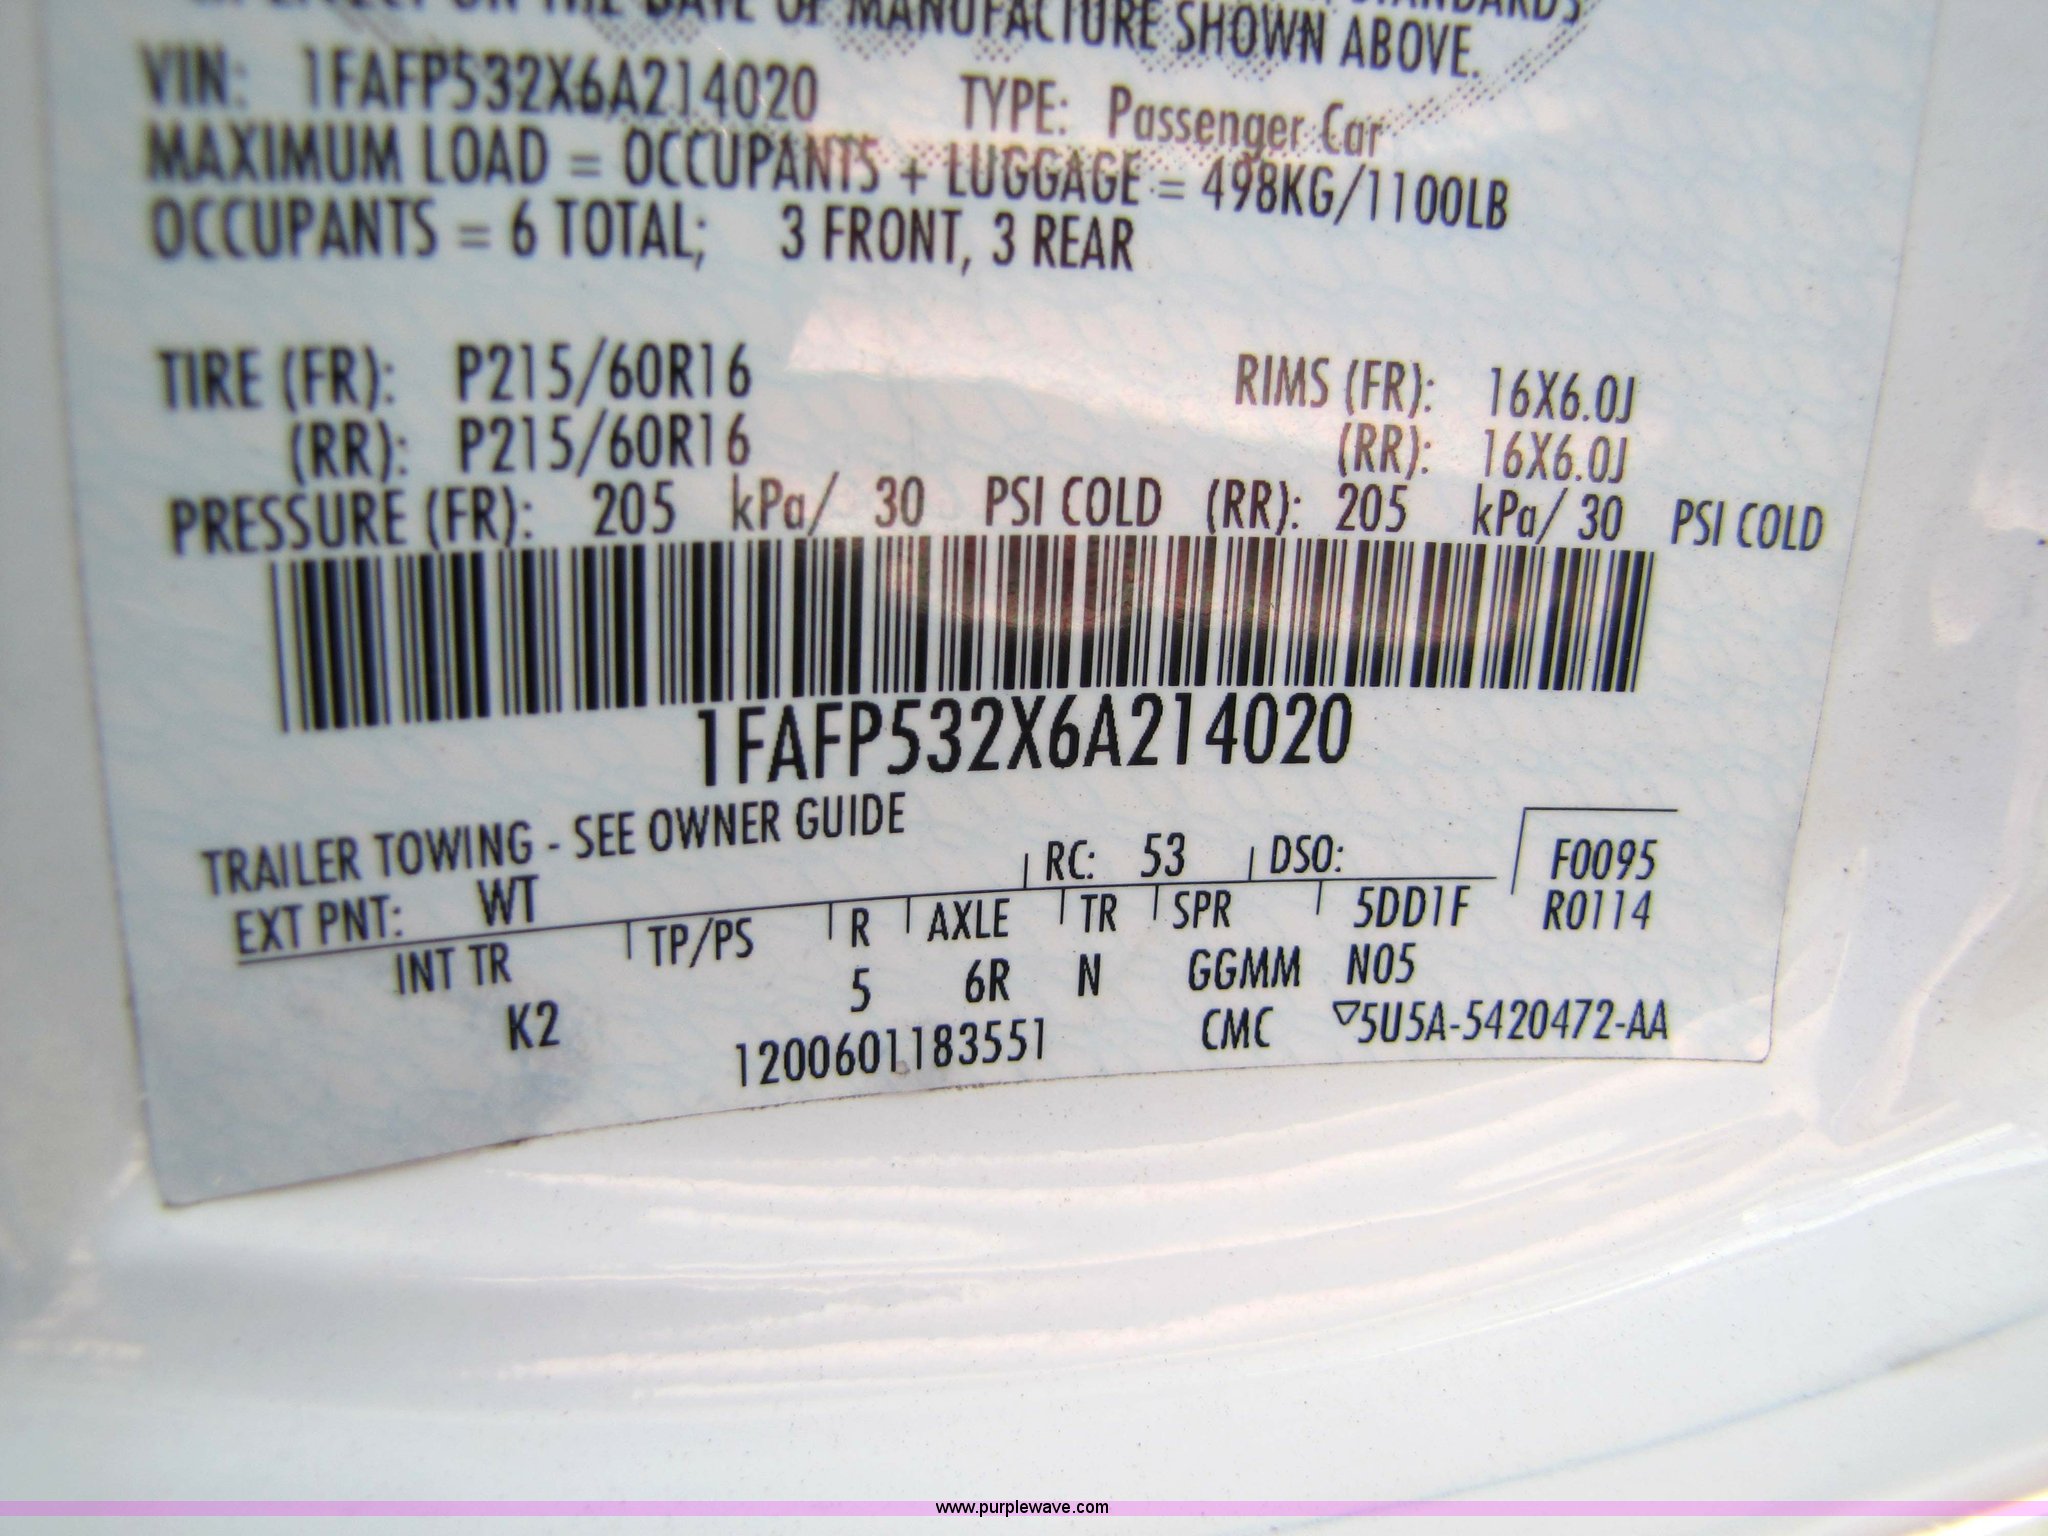 DATE OF MANUFACTURE SHOWN ABOVE.
VIN: 1FAFP532X6A214020 TYPE: Passenger Car
MAXIMUM LOAD = OCCUPANTS + LUGGAGE = 498KG/1100LB
OCCUPANTS = 6 TOTAL; 3 FRONT, 3 REAR
TIRE (FR): P215/60R16 RIMS (FR): 16X6.0J
(RR): P215/60R16 (RR): 16X6.0J
PRESSURE (FR): 205 kPa/ 30 PSI COLD (RR): 205 kPa/ 30 PSI COLD
1FAFP532X6A214020
TRAILER TOWING - SEE OWNER GUIDE
EXT PNT: WT RC: 53 DSO: F0095
INT TR TP/PS R AXLE TR SPR 5DD1F R0114
K2 5 6R N GGMM N05
1200601183551 CMC ▽5U5A-5420472-AA
www.purplewave.com